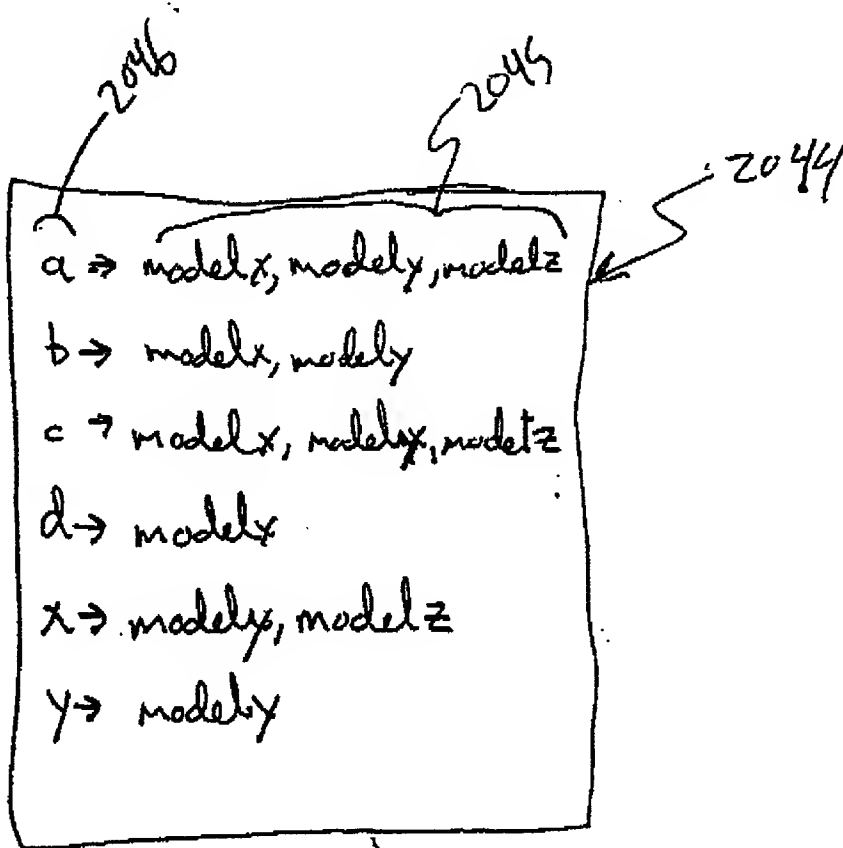 2046
2045
2044
a → modelx, modely, modelz
b → modelx, modely
c → modelx, modely, modelz
d → modelx
x → modely, modelz
y → modely